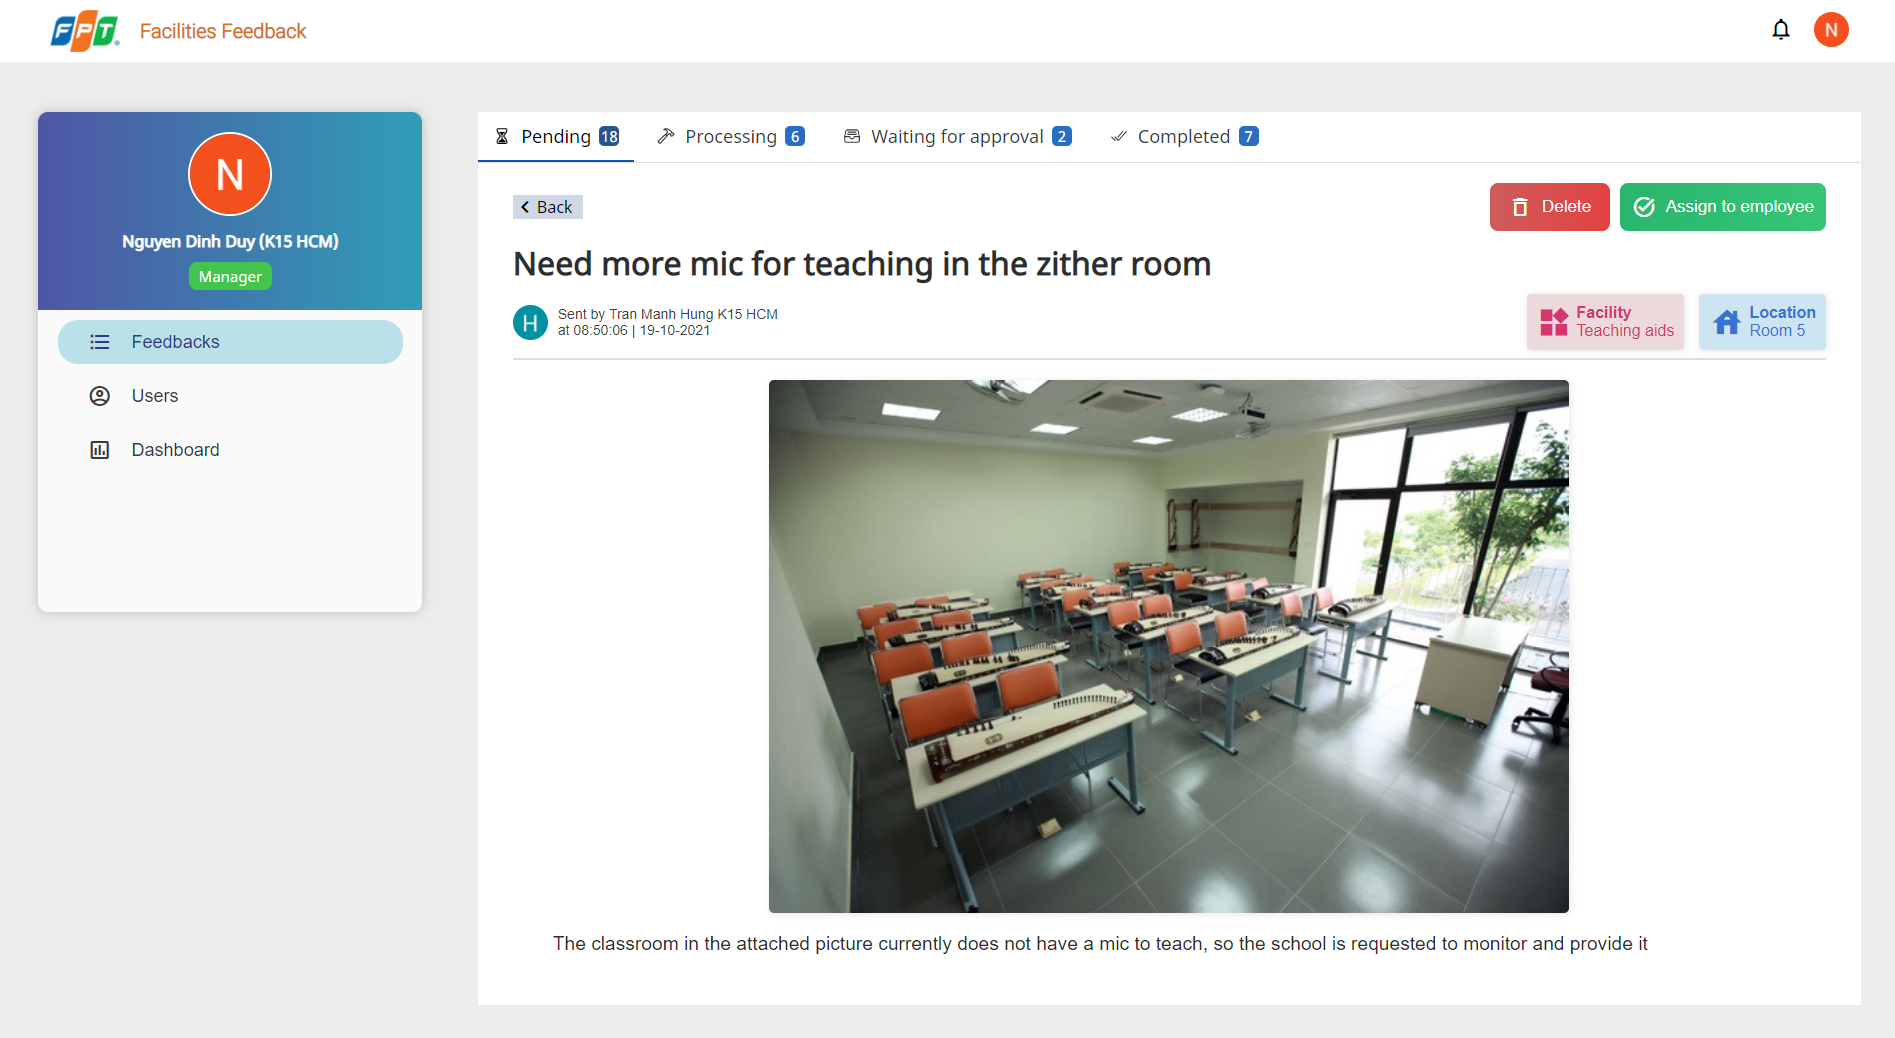 FPT
Facilities Feedback
N
N
Nguyen Dinh Duy (K15 HCM)
Manager
Feedbacks
Users
Dashboard
Pending 18
Processing 6
Waiting for approval 2
Completed 7
Back
Delete
Assign to employee
Need more mic for teaching in the zither room
H
Sent by Tran Manh Hung K15 HCM
at 08:50:06 | 19-10-2021
Facility
Teaching aids
Location
Room 5
The classroom in the attached picture currently does not have a mic to teach, so the school is requested to monitor and provide it